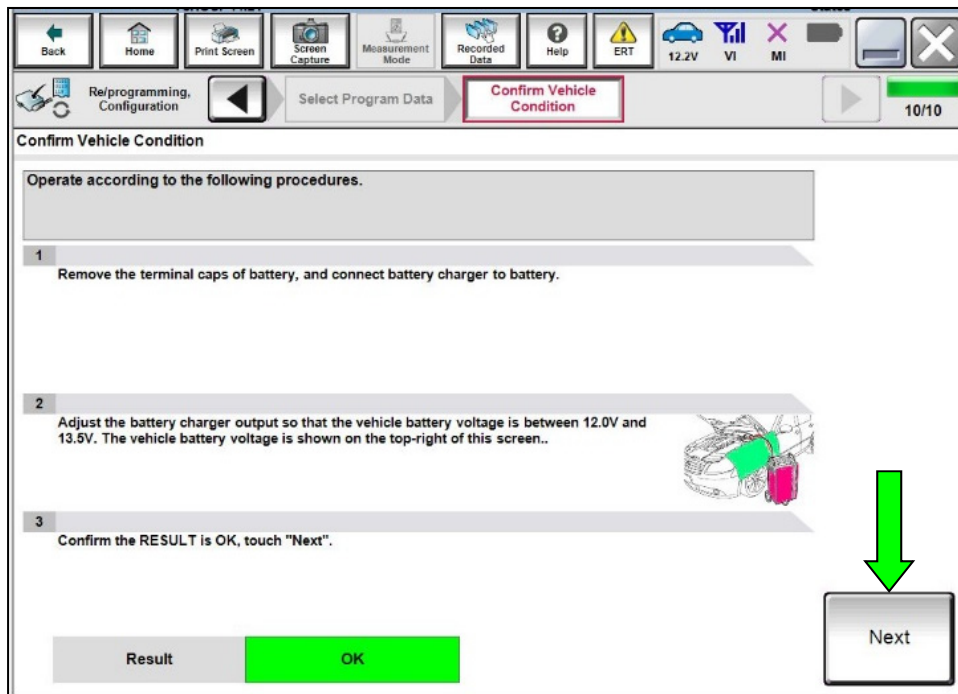 Back
Home
Print Screen
Screen
Capture
Measurement
Mode
Recorded
Data
Help
ERT
12.2V
VI
MI
Re/programming,
Configuration
Select Program Data
Confirm Vehicle
Condition
10/10
Confirm Vehicle Condition
Operate according to the following procedures.
1
Remove the terminal caps of battery, and connect battery charger to battery.
2
Adjust the battery charger output so that the vehicle battery voltage is between 12.0V and
13.5V. The vehicle battery voltage is shown on the top-right of this screen..
3
Confirm the RESULT is OK, touch "Next".
Next
Result
OK